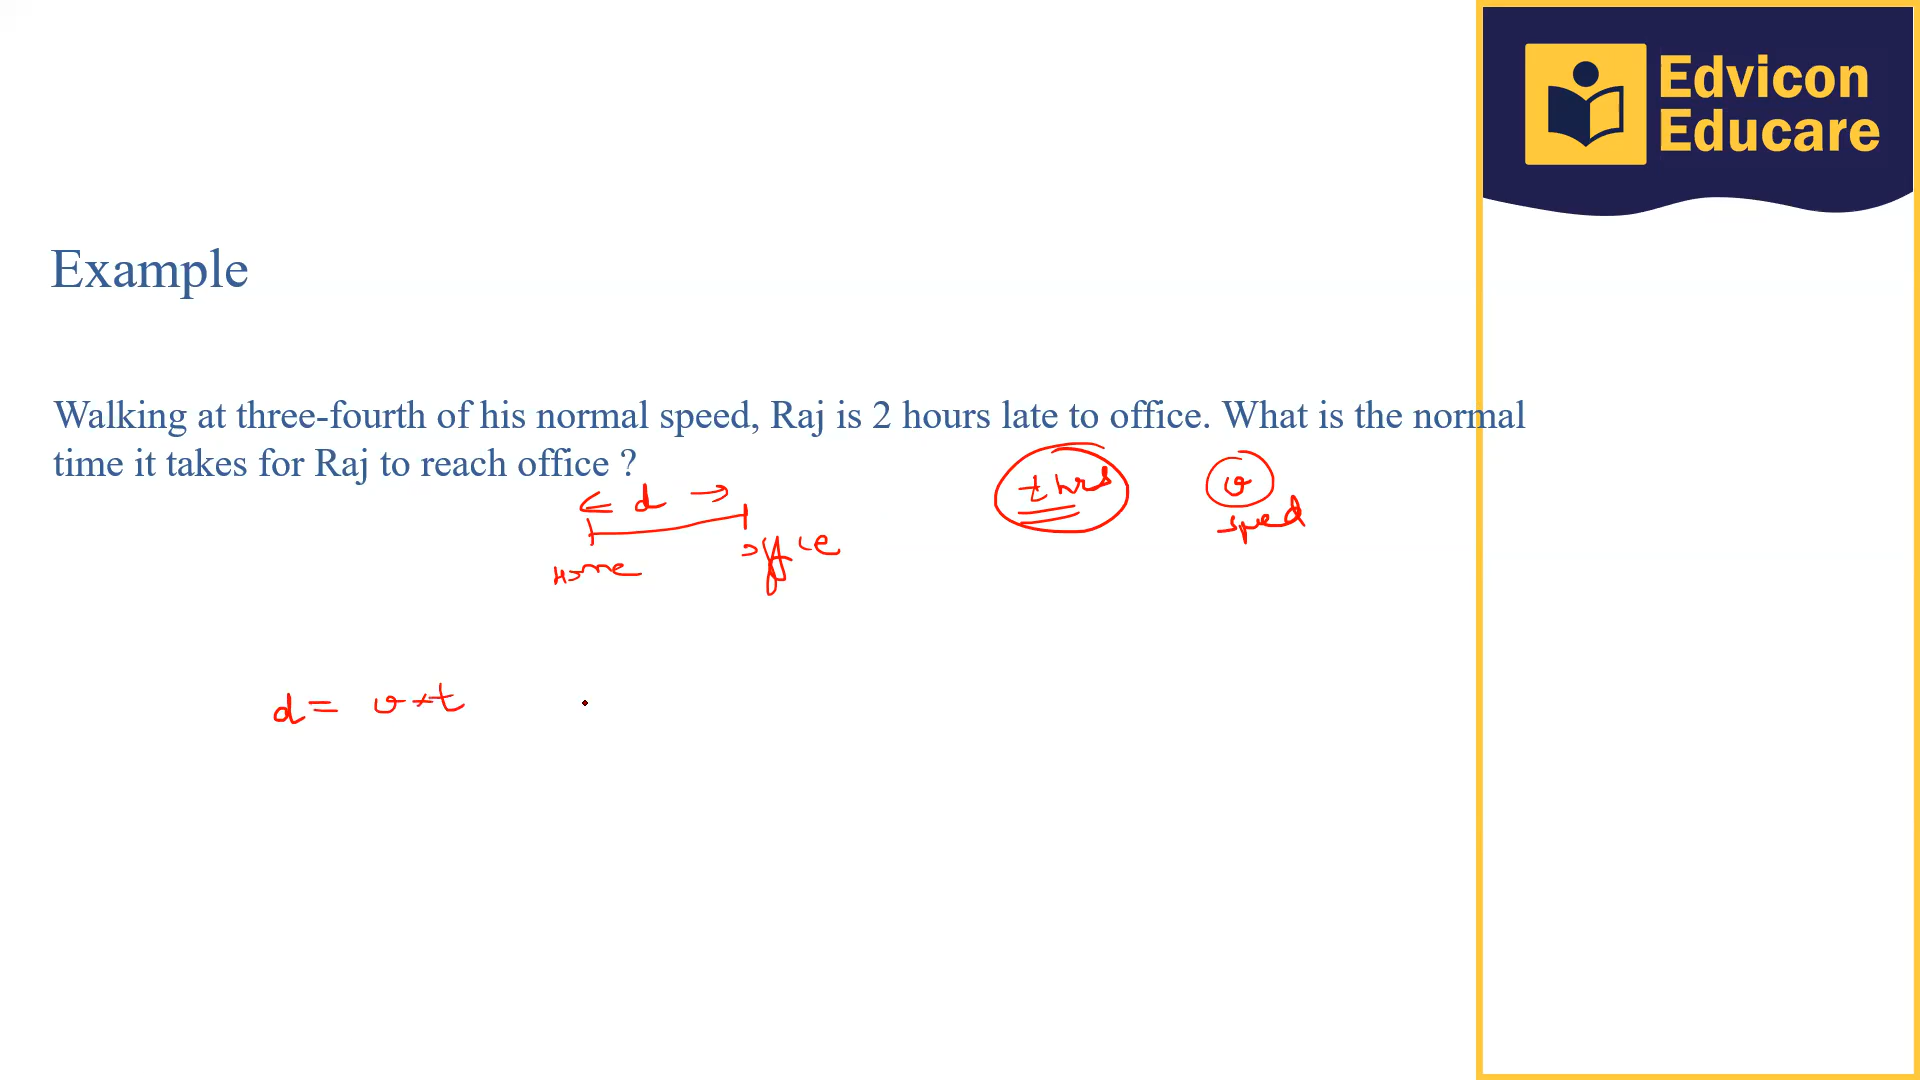 Edvicon
Educare
Example
Walking at three-fourth of his normal speed, Raj is 2 hours late to office. What is the normal
time it takes for Raj to reach office ?
← d →
t hrs
v
speed
Home
office
d = v*t